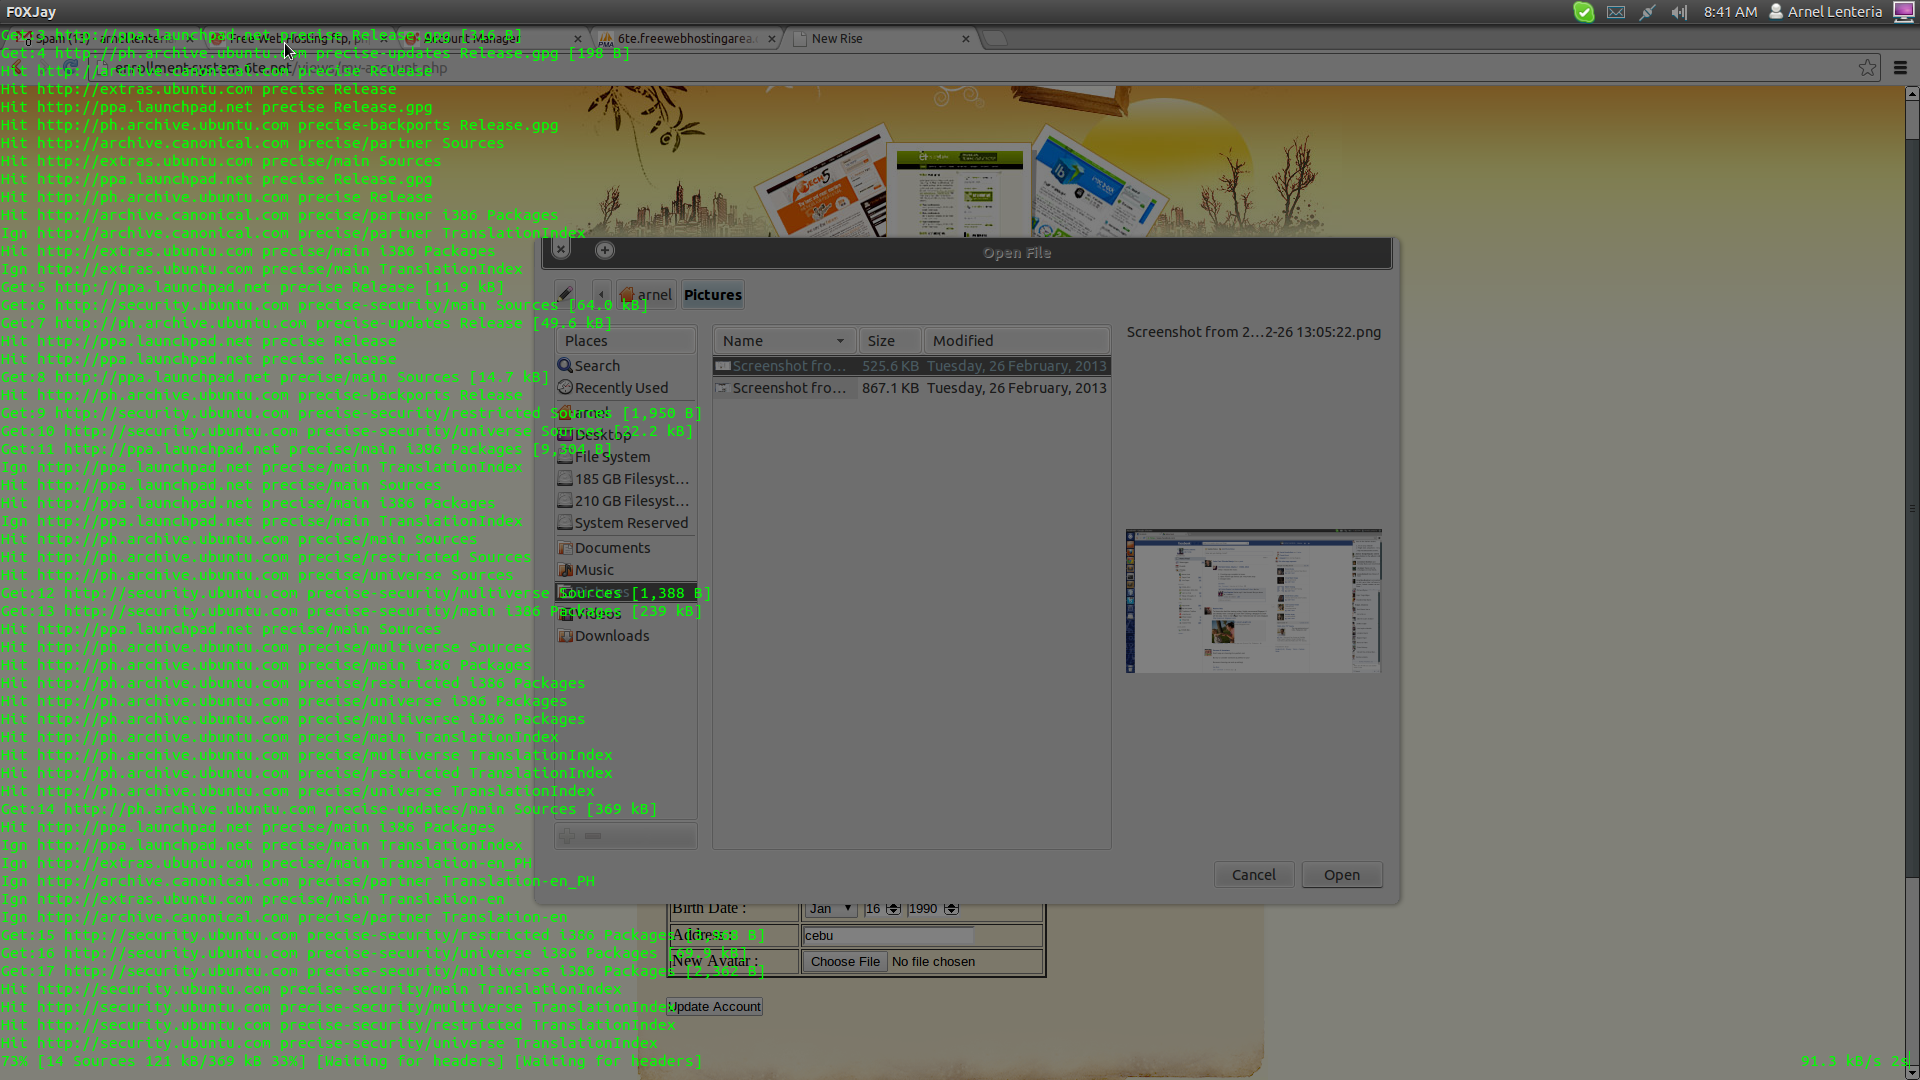 F0XJay
8:41 AM Arnel Lenteria
Get:3 http://ppa.launchpad.net precise Release.gpg [316 B]
Account Manager
6te.freewebhostingarea.
New Rise
Get:4 http://ph.archive.ubuntu.com precise-updates Release.gpg [198 B]
Hit http://archive.canonical.com precise Release
Hit http://extras.ubuntu.com precise Release
Hit http://ppa.launchpad.net precise Release.gpg
Hit http://ph.archive.ubuntu.com precise-backports Release.gpg
Hit http://archive.canonical.com precise/partner Sources
Hit http://extras.ubuntu.com precise/main Sources
Hit http://ppa.launchpad.net precise Release.gpg
Hit http://ph.archive.ubuntu.com precise Release
Hit http://archive.canonical.com precise/partner i386 Packages
Ign http://archive.canonical.com precise/partner TranslationIndex
Hit http://extras.ubuntu.com precise/main i386 Packages
Ign http://extras.ubuntu.com precise/main TranslationIndex
Get:5 http://ppa.launchpad.net precise Release [11.9 kB]
Get:6 http://security.ubuntu.com precise-security/main Sources [64.0 kB]
Get:7 http://ph.archive.ubuntu.com precise-updates Release [49.6 kB]
Hit http://ppa.launchpad.net precise Release
Hit http://ppa.launchpad.net precise Release
Get:8 http://ppa.launchpad.net precise/main Sources [14.7 kB]
Hit http://ph.archive.ubuntu.com precise-backports Release
Get:9 http://security.ubuntu.com precise-security/restricted Sources [1,950 B]
Get:10 http://security.ubuntu.com precise-security/universe Sources [22.2 kB]
Get:11 http://ppa.launchpad.net precise/main i386 Packages [9,304 B]
Ign http://ppa.launchpad.net precise/main TranslationIndex
Hit http://ppa.launchpad.net precise/main Sources
Hit http://ppa.launchpad.net precise/main i386 Packages
Ign http://ppa.launchpad.net precise/main TranslationIndex
Hit http://ph.archive.ubuntu.com precise/main Sources
Hit http://ph.archive.ubuntu.com precise/restricted Sources
Hit http://ph.archive.ubuntu.com precise/universe Sources
Get:12 http://security.ubuntu.com precise-security/multiverse Sources [1,388 B]
Get:13 http://security.ubuntu.com precise-security/main i386 Packages [239 kB]
Hit http://ppa.launchpad.net precise/main Sources
Hit http://ph.archive.ubuntu.com precise/multiverse Sources
Hit http://ph.archive.ubuntu.com precise/main i386 Packages
Hit http://ph.archive.ubuntu.com precise/restricted i386 Packages
Hit http://ph.archive.ubuntu.com precise/universe i386 Packages
Hit http://ph.archive.ubuntu.com precise/multiverse i386 Packages
Hit http://ph.archive.ubuntu.com precise/main TranslationIndex
Hit http://ph.archive.ubuntu.com precise/multiverse TranslationIndex
Hit http://ph.archive.ubuntu.com precise/restricted TranslationIndex
Hit http://ph.archive.ubuntu.com precise/universe TranslationIndex
Get:14 http://ph.archive.ubuntu.com precise-updates/main Sources [369 kB]
Hit http://ppa.launchpad.net precise/main i386 Packages
Ign http://ppa.launchpad.net precise/main TranslationIndex
Ign http://extras.ubuntu.com precise/main Translation-en_PH
Ign http://archive.canonical.com precise/partner Translation-en_PH
Ign http://extras.ubuntu.com precise/main Translation-en
Ign http://archive.canonical.com precise/partner Translation-en
Get:15 http://security.ubuntu.com precise-security/restricted i386 Packages
Get:16 http://security.ubuntu.com precise-security/universe i386 Packages
Get:17 http://security.ubuntu.com precise-security/multiverse i386 Packages [2,362 B]
Hit http://security.ubuntu.com precise-security/main TranslationIndex
Hit http://security.ubuntu.com precise-security/multiverse TranslationIndex
Hit http://security.ubuntu.com precise-security/restricted TranslationIndex
Hit http://security.ubuntu.com precise-security/universe TranslationIndex
73% [14 Sources 121 kB/369 kB 33%] [Waiting for headers] [Waiting for headers] 91.3 kB/s 2s
Open File
arnel Pictures
Places
Search
Recently Used
arnel
Desktop
File System
185 GB Filesyst...
210 GB Filesyst...
System Reserved
Documents
Music
Pictures
Videos
Downloads
Name Size Modified
Screenshot fro... 525.6 KB Tuesday, 26 February, 2013
Screenshot fro... 867.1 KB Tuesday, 26 February, 2013
Screenshot from 2...2-26 13:05:22.png
Cancel Open
Birth Date : Jan 16 1990
Address : cebu
New Avatar : Choose File No file chosen
Update Account